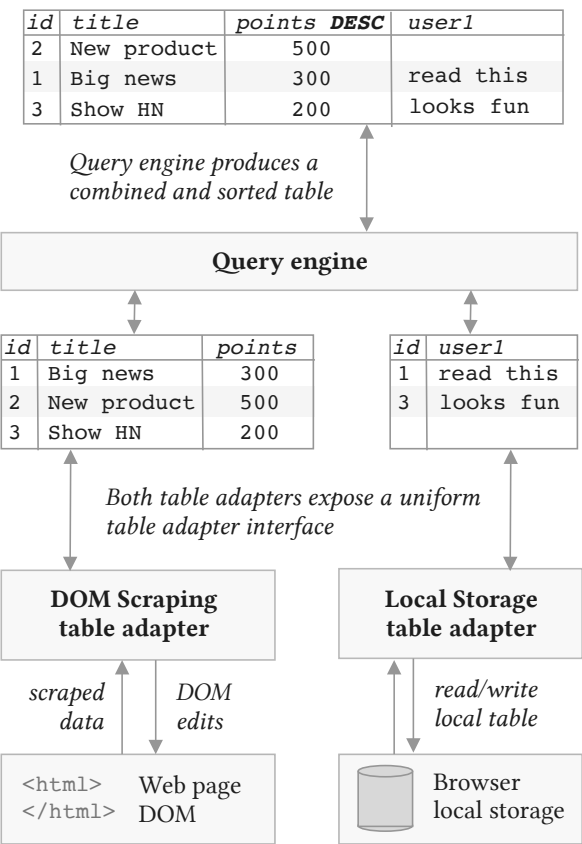 id title points DESC user1
2 New product 500
1 Big news 300 read this
3 Show HN 200 looks fun
Query engine produces a
combined and sorted table
Query engine
id title points
1 Big news 300
2 New product 500
3 Show HN 200
id user1
1 read this
3 looks fun
Both table adapters expose a uniform
table adapter interface
DOM Scraping
table adapter
Local Storage
table adapter
scraped
data
DOM
edits
read/write
local table
<html>
</html>
Web page
DOM
Browser
local storage